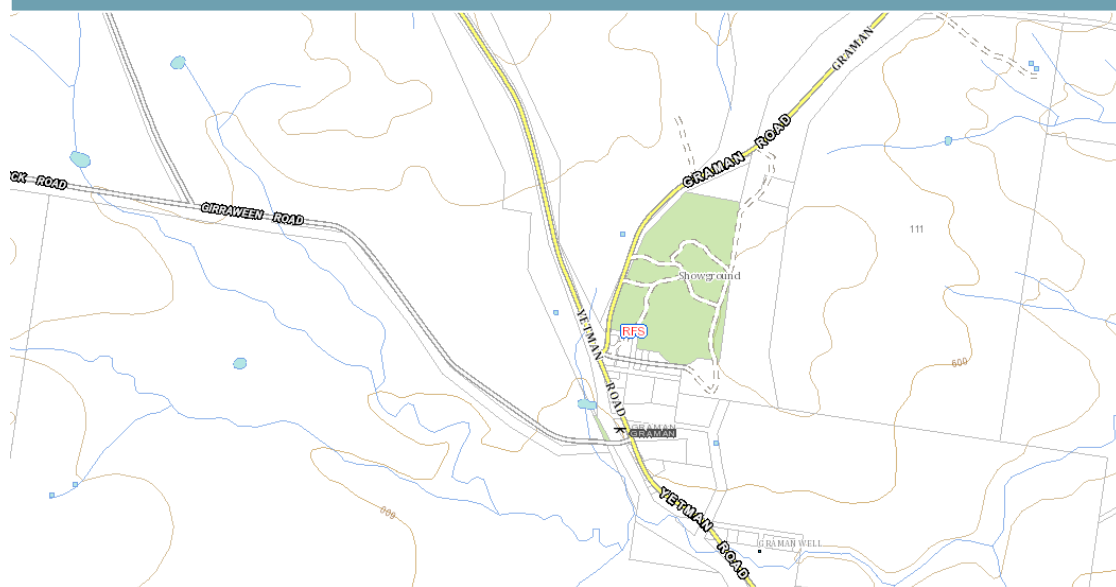 GRAMAN
GRAMAN ROAD
CK ROAD
GIRRAWEEN ROAD
111
Showground
YETMAN ROAD
RFS
600
GRAMAN
GRAMAN
YETMAN ROAD
600
GRAMAN WELL